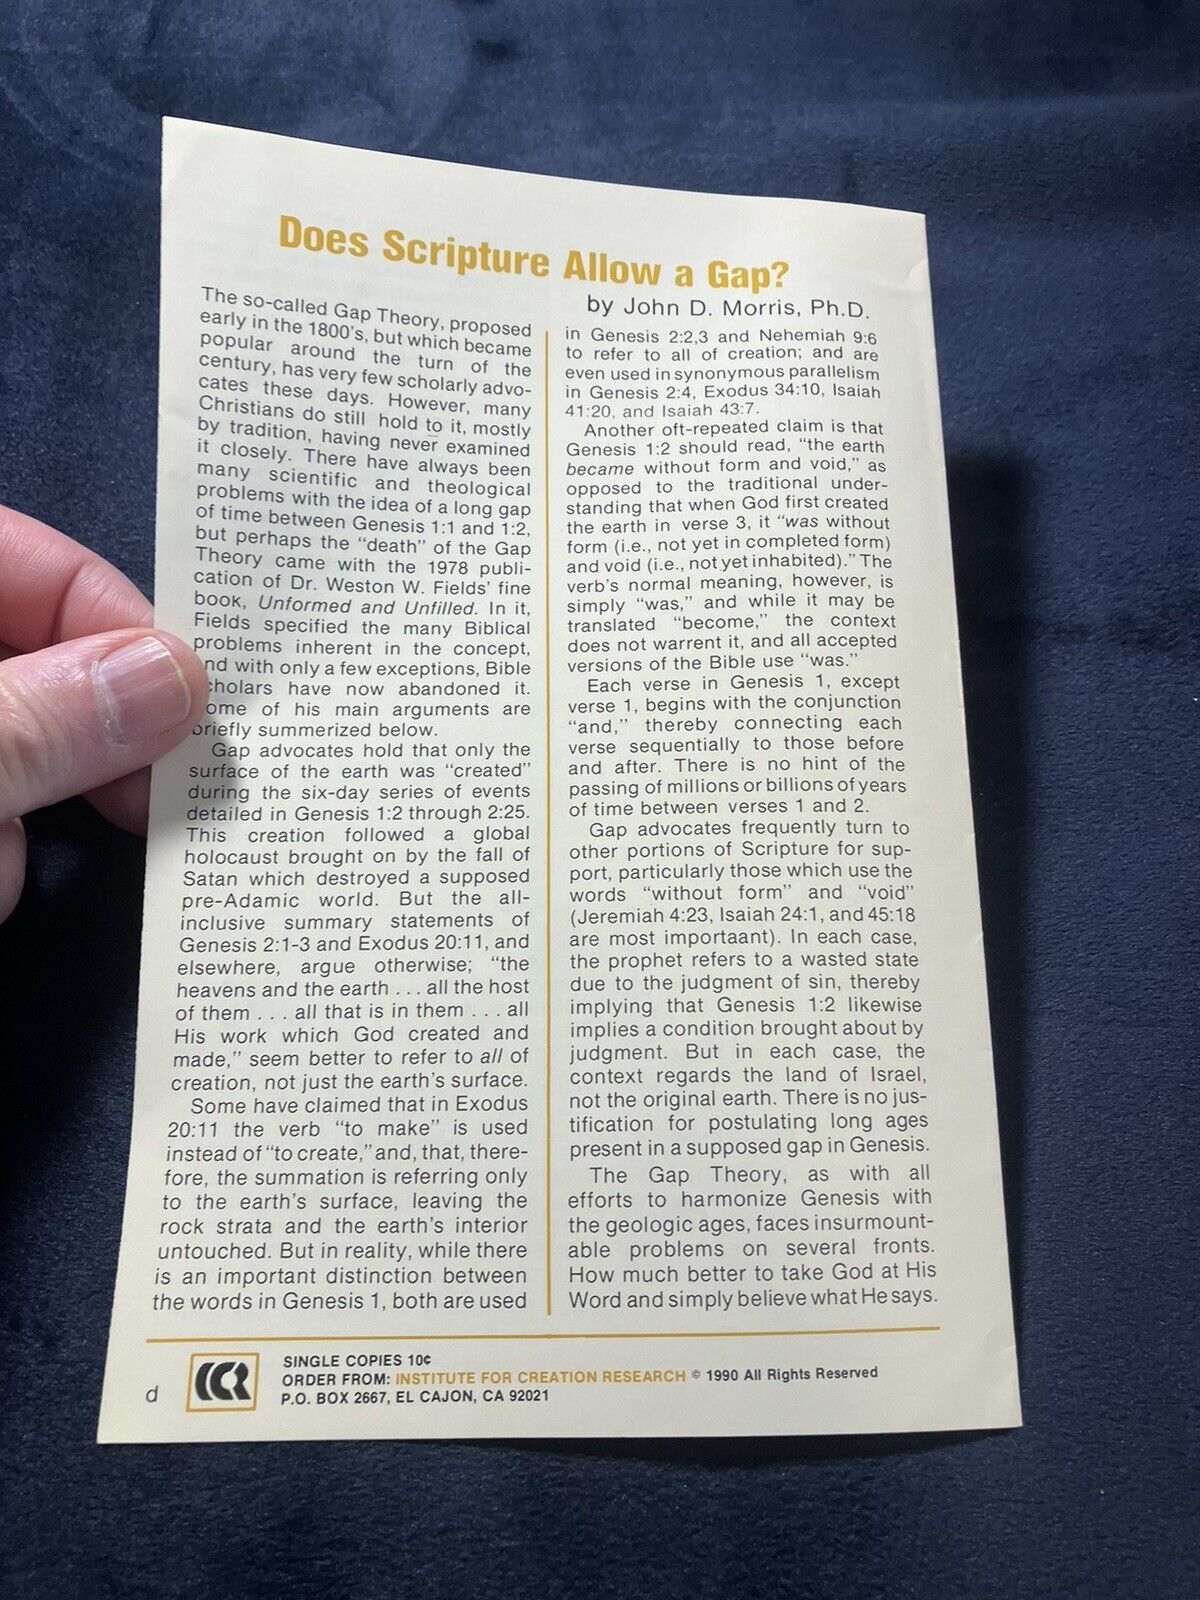 Does Scripture Allow a Gap?
by John D. Morris, Ph.D.
The so-called Gap Theory, proposed
early in the 1800's, but which became
popular around the turn of the
century, has very few scholarly advo-
cates these days. However, many
Christians do still hold to it, mostly
by tradition, having never examined
it closely. There have always been
many scientific and theological
problems with the idea of a long gap
of time between Genesis 1:1 and 1:2,
but perhaps the "death" of the Gap
Theory came with the 1978 publi-
cation of Dr. Weston W. Fields' fine
book, Unformed and Unfilled. In it,
Fields specified the many Biblical
problems inherent in the concept,
nd with only a few exceptions, Bible
cholars have now abandoned it.
ome of his main arguments are
briefly summerized below.
Gap advocates hold that only the
surface of the earth was "created"
during the six-day series of events
detailed in Genesis 1:2 through 2:25.
This creation followed a global
holocaust brought on by the fall of
Satan which destroyed a supposed
pre-Adamic world. But the all-
inclusive summary statements of
Genesis 2:1-3 and Exodus 20:11, and
elsewhere, argue otherwise; "the
heavens and the earth . . . all the host
of them . . . all that is in them . . . all
His work which God created and
made," seem better to refer to all of
creation, not just the earth's surface.
Some have claimed that in Exodus
20:11 the verb "to make" is used
instead of "to create," and, that, there-
fore, the summation is referring only
to the earth's surface, leaving the
rock strata and the earth's interior
untouched. But in reality, while there
is an important distinction between
the words in Genesis 1, both are used
in Genesis 2:2,3 and Nehemiah 9:6
to refer to all of creation; and are
even used in synonymous parallelism
in Genesis 2:4, Exodus 34:10, Isaiah
41:20, and Isaiah 43:7.
Another oft-repeated claim is that
Genesis 1:2 should read, "the earth
became without form and void," as
opposed to the traditional under-
standing that when God first created
the earth in verse 3, it "was without
form (i.e., not yet in completed form)
and void (i.e., not yet inhabited)." The
verb's normal meaning, however, is
simply "was," and while it may be
translated "become," the context
does not warrent it, and all accepted
versions of the Bible use "was."
Each verse in Genesis 1, except
verse 1, begins with the conjunction
"and," thereby connecting each
verse sequentially to those before
and after. There is no hint of the
passing of millions or billions of years
of time between verses 1 and 2.
Gap advocates frequently turn to
other portions of Scripture for sup-
port, particularly those which use the
words "without form" and "void"
(Jeremiah 4:23, Isaiah 24:1, and 45:18
are most importaant). In each case,
the prophet refers to a wasted state
due to the judgment of sin, thereby
implying that Genesis 1:2 likewise
implies a condition brought about by
judgment. But in each case, the
context regards the land of Israel,
not the original earth. There is no jus-
tification for postulating long ages
present in a supposed gap in Genesis.
The Gap Theory, as with all
efforts to harmonize Genesis with
the geologic ages, faces insurmount-
able problems on several fronts.
How much better to take God at His
Word and simply believe what He says.
d
ICR
SINGLE COPIES 10¢
ORDER FROM: INSTITUTE FOR CREATION RESEARCH © 1990 All Rights Reserved
P.O. BOX 2667, EL CAJON, CA 92021